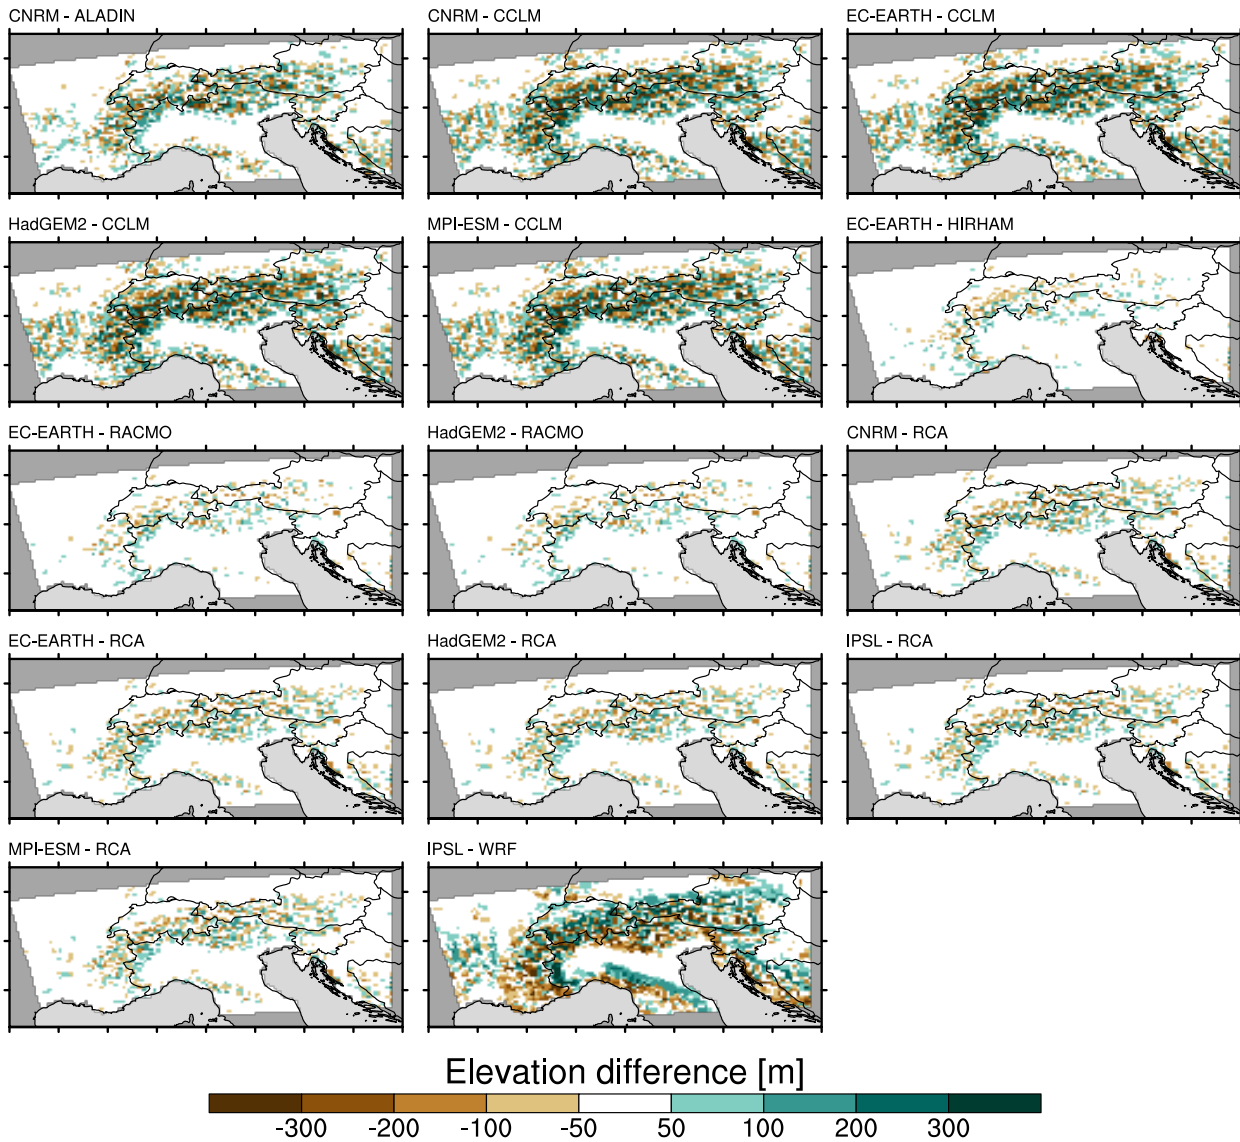 CNRM - ALADIN
CNRM - CCLM
EC-EARTH - CCLM
HadGEM2 - CCLM
MPI-ESM - CCLM
EC-EARTH - HIRHAM
EC-EARTH - RACMO
HadGEM2 - RACMO
CNRM - RCA
EC-EARTH - RCA
HadGEM2 - RCA
IPSL - RCA
MPI-ESM - RCA
IPSL - WRF
Elevation difference [m]
-300 -200 -100 -50 50 100 200 300